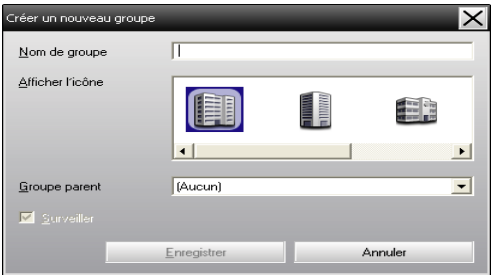 Créer un nouveau groupe
Nom de groupe
Afficher l'icône
Groupe parent
(Aucun)
Surveiller
Enregistrer
Annuler